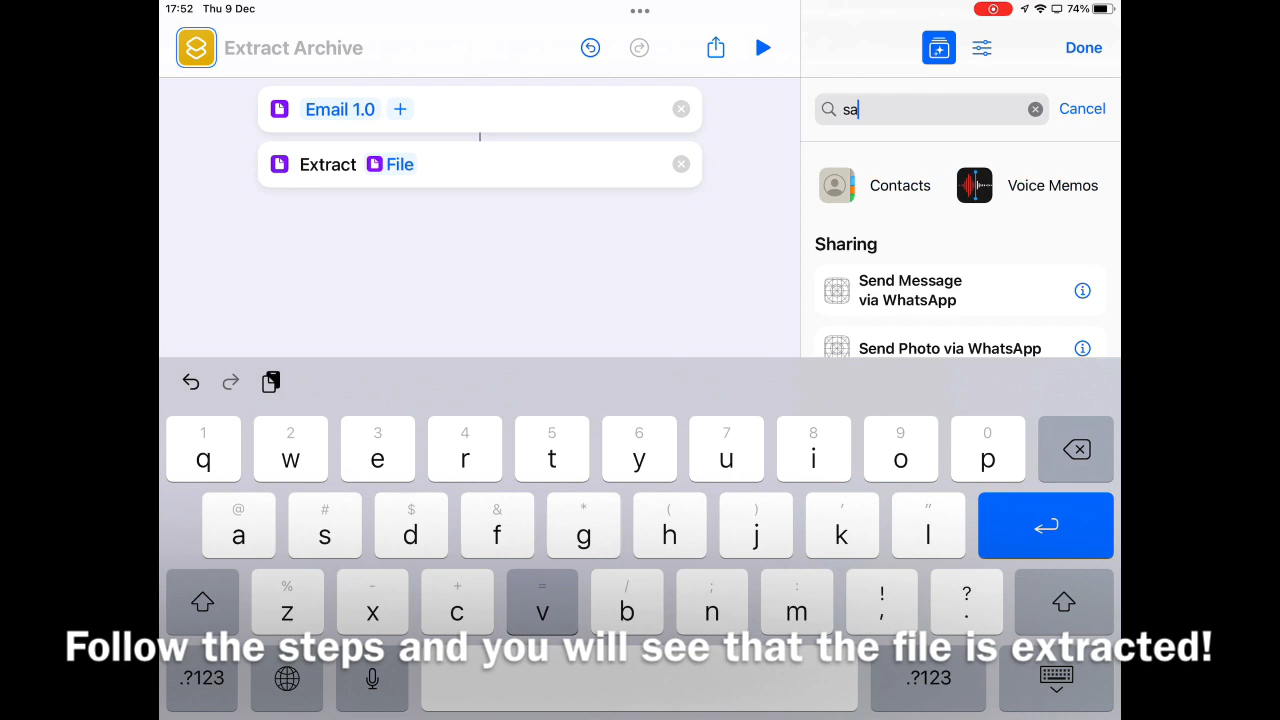 17:52 Thu 9 Dec
74%
Extract Archive
Done
Email 1.0
Extract File
sa
Cancel
Contacts
Voice Memos
Sharing
Send Message
via WhatsApp
Send Photo via WhatsApp
1 2 3 4 5 6 7 8 9 0
q w e r t y u i o p
@ # $ & * ( ) ' "
a s d f g h j k l
% - + = / ; : ! ?
z x c v b n m , .
Follow the steps and you will see that the file is extracted!
.?123 .?123